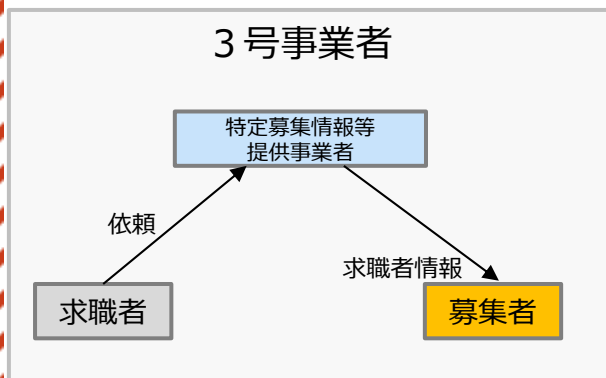 ３号事業者
特定募集情報等
提供事業者
依頼
求職者情報
求職者
募集者